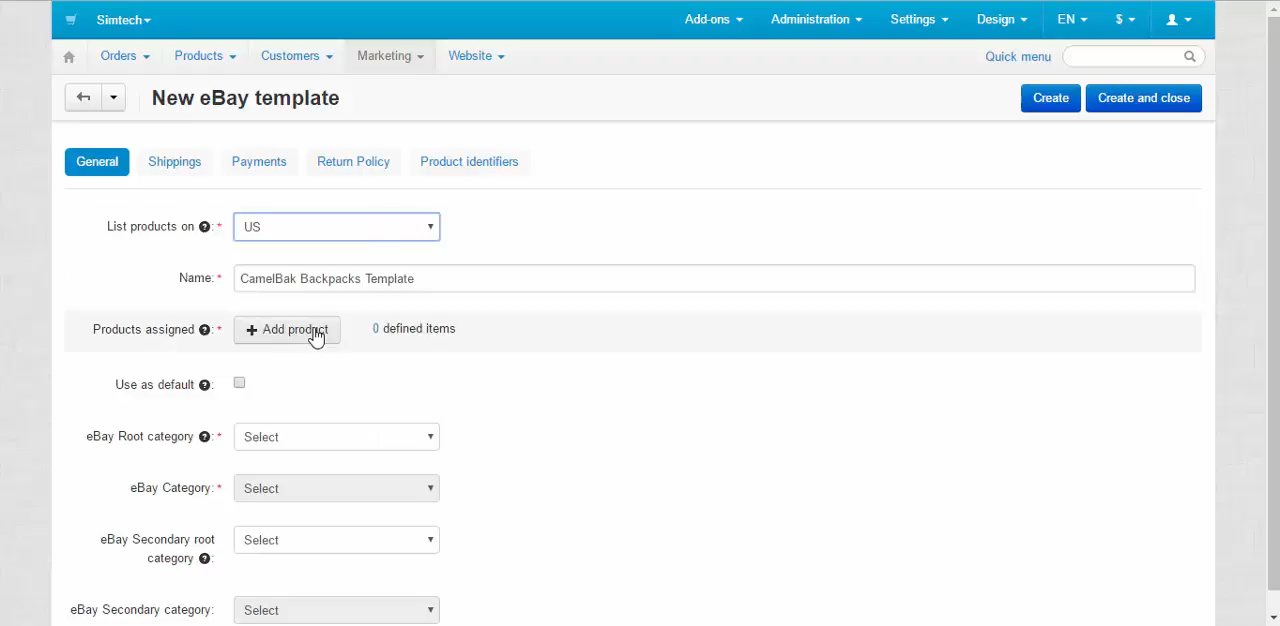 Simtech Add-ons Administration Settings Design EN $
Orders Products Customers Marketing Website Quick menu
New eBay template Create Create and close
General Shippings Payments Return Policy Product identifiers
List products on ?: * US
Name: * CamelBak Backpacks Template
Products assigned ?: * + Add product 0 defined items
Use as default ?:
eBay Root category ?: * Select
eBay Category: * Select
eBay Secondary root
category ?: Select
eBay Secondary category: Select